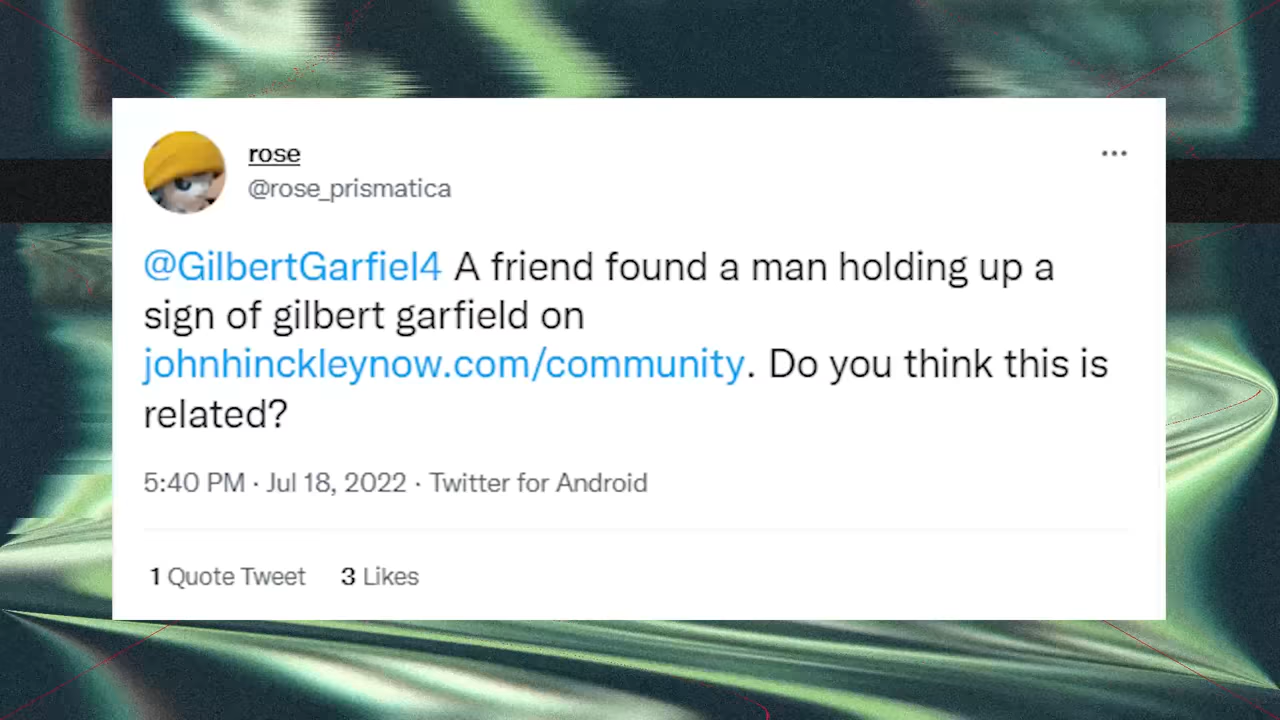 rose
@rose_prismatica
@GilbertGarfiel4 A friend found a man holding up a
sign of gilbert garfield on
johnhinckleynow.com/community. Do you think this is
related?
5:40 PM · Jul 18, 2022 · Twitter for Android
1 Quote Tweet 3 Likes